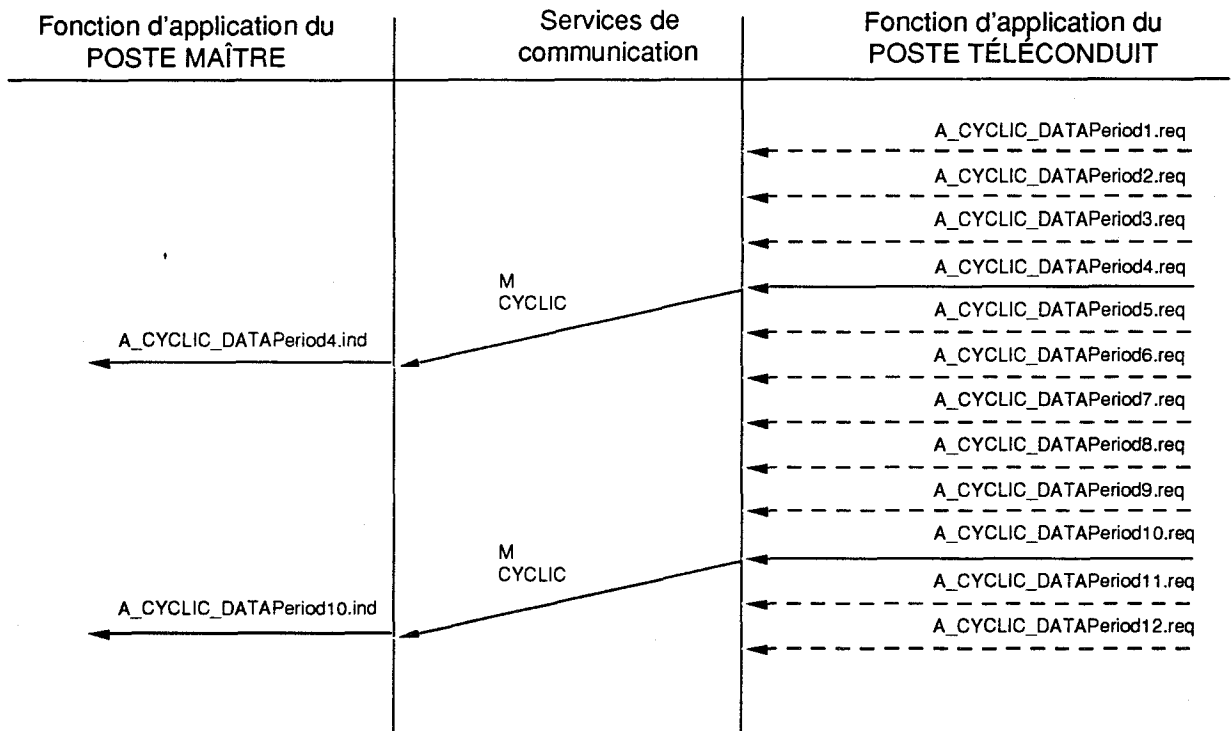 Fonction d'application du
POSTE MAÎTRE
Services de
communication
Fonction d'application du
POSTE TÉLÉCONDUIT
A_CYCLIC_DATAPeriod1.req
A_CYCLIC_DATAPeriod2.req
A_CYCLIC_DATAPeriod3.req
A_CYCLIC_DATAPeriod4.req
M
CYCLIC
A_CYCLIC_DATAPeriod5.req
A_CYCLIC_DATAPeriod4.ind
A_CYCLIC_DATAPeriod6.req
A_CYCLIC_DATAPeriod7.req
A_CYCLIC_DATAPeriod8.req
A_CYCLIC_DATAPeriod9.req
A_CYCLIC_DATAPeriod10.req
M
CYCLIC
A_CYCLIC_DATAPeriod11.req
A_CYCLIC_DATAPeriod10.ind
A_CYCLIC_DATAPeriod12.req